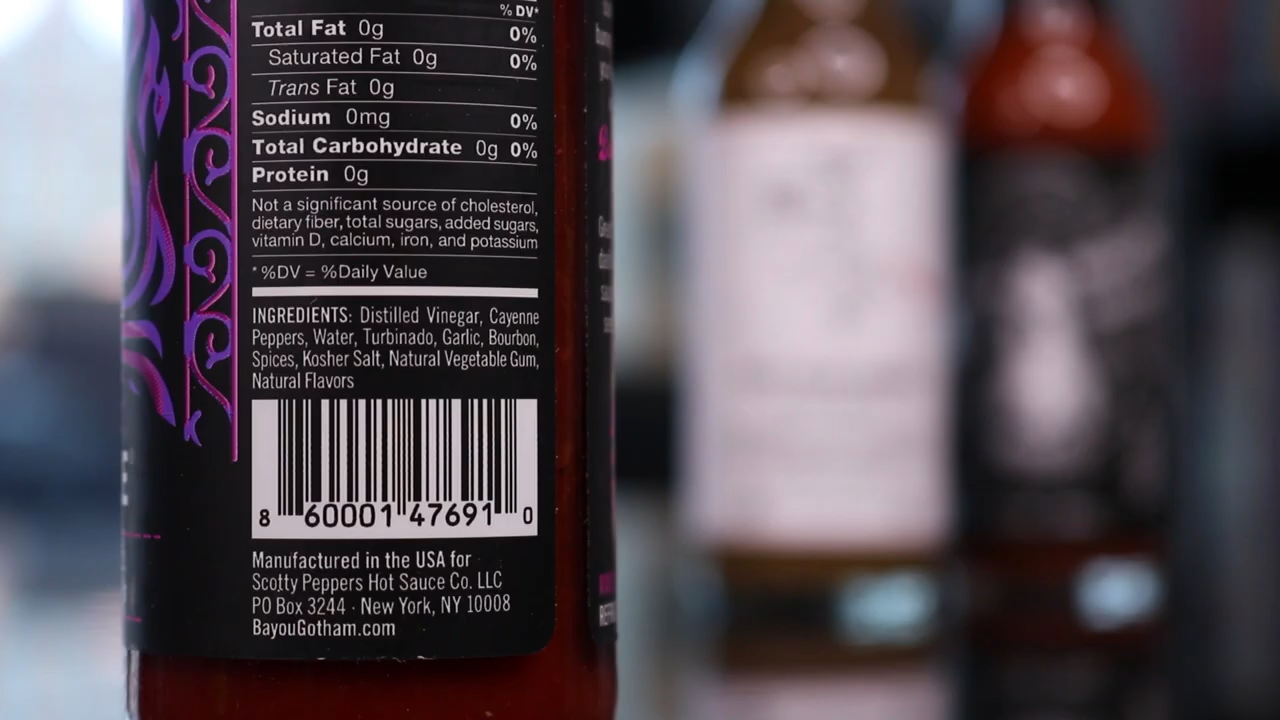 % DV*
Total Fat 0g 0%
Saturated Fat 0g 0%
Trans Fat 0g
Sodium 0mg 0%
Total Carbohydrate 0g 0%
Protein 0g
Not a significant source of cholesterol,
dietary fiber, total sugars, added sugars,
vitamin D, calcium, iron, and potassium
* %DV = %Daily Value
INGREDIENTS: Distilled Vinegar, Cayenne
Peppers, Water, Turbinado, Garlic, Bourbon,
Spices, Kosher Salt, Natural Vegetable Gum,
Natural Flavors
8 60001 47691 0
Manufactured in the USA for
Scotty Peppers Hot Sauce Co. LLC
PO Box 3244 · New York, NY 10008
BayouGotham.com